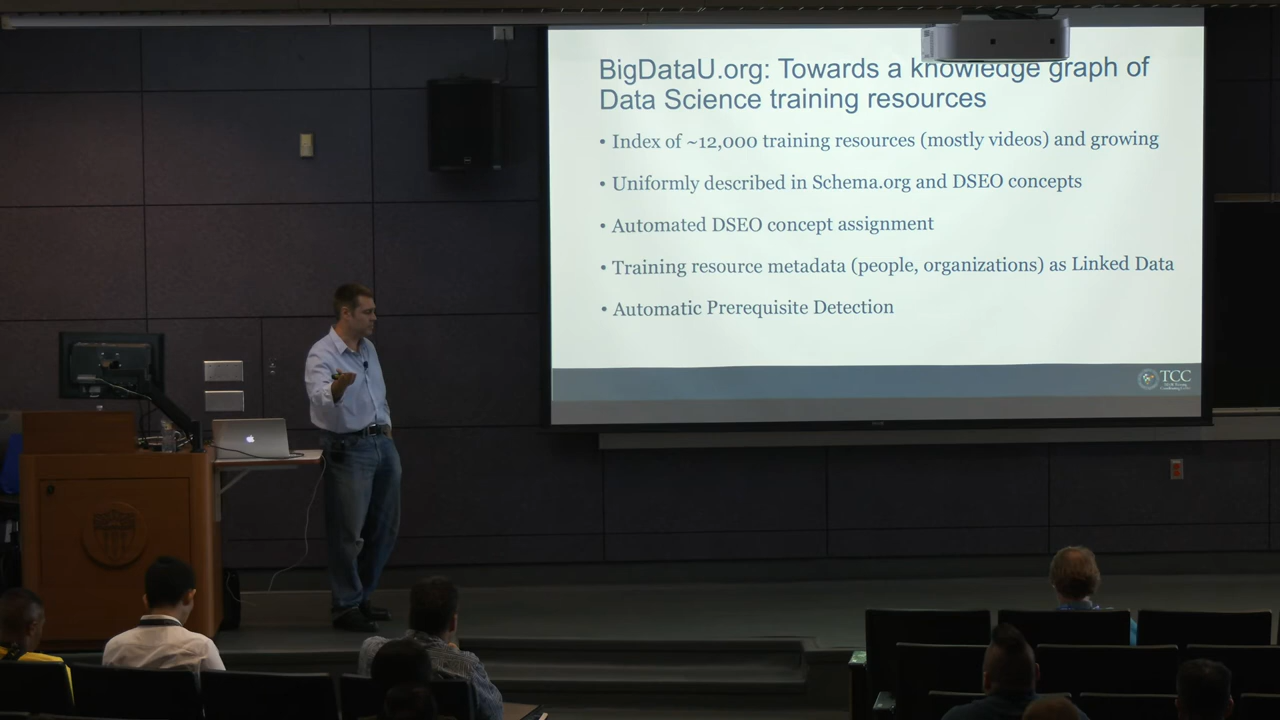 BigDataU.org: Towards a knowledge graph of
Data Science training resources
• Index of ~12,000 training resources (mostly videos) and growing
• Uniformly described in Schema.org and DSEO concepts
• Automated DSEO concept assignment
• Training resource metadata (people, organizations) as Linked Data
• Automatic Prerequisite Detection
TCC